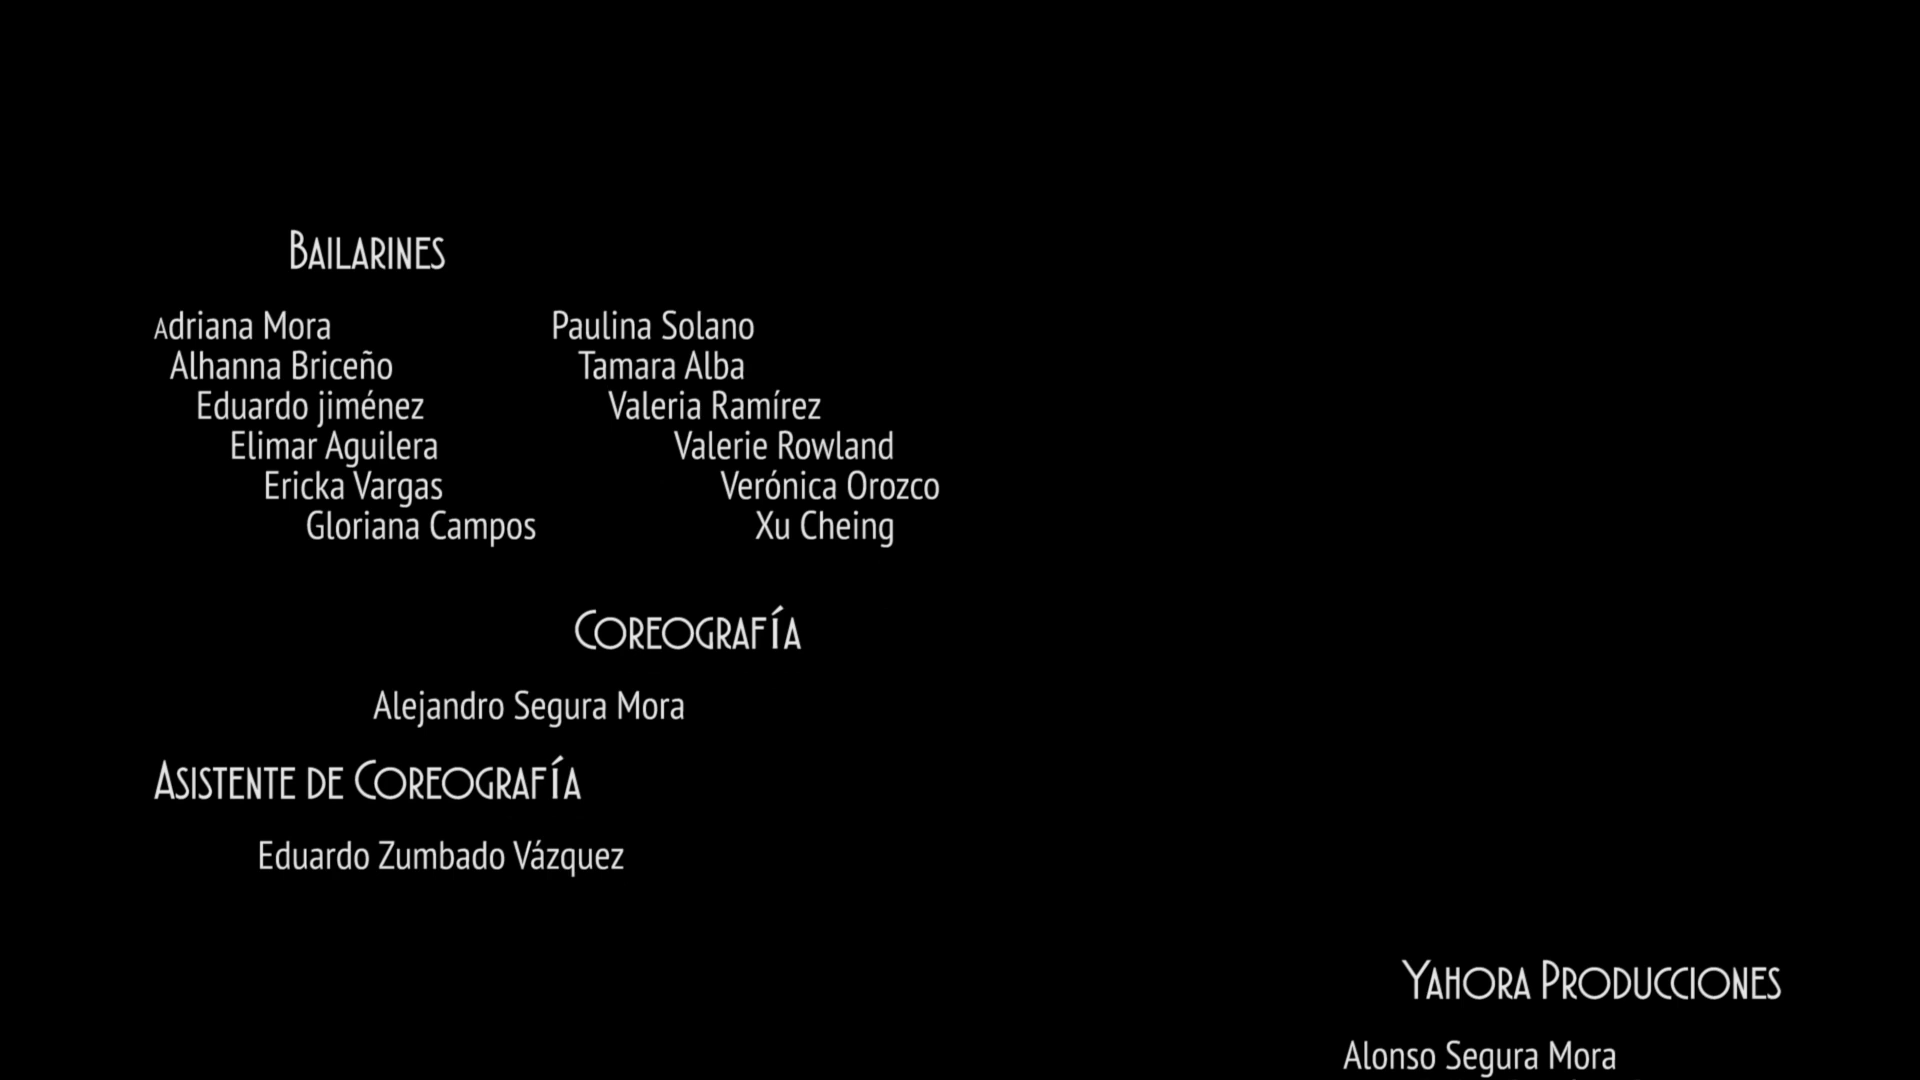 Bailarines
Adriana Mora Paulina Solano
Alhanna Briceño Tamara Alba
Eduardo jiménez Valeria Ramírez
Elimar Aguilera Valerie Rowland
Ericka Vargas Verónica Orozco
Gloriana Campos Xu Cheing
Coreografía
Alejandro Segura Mora
Asistente de Coreografía
Eduardo Zumbado Vázquez
Yahora Producciones
Alonso Segura Mora